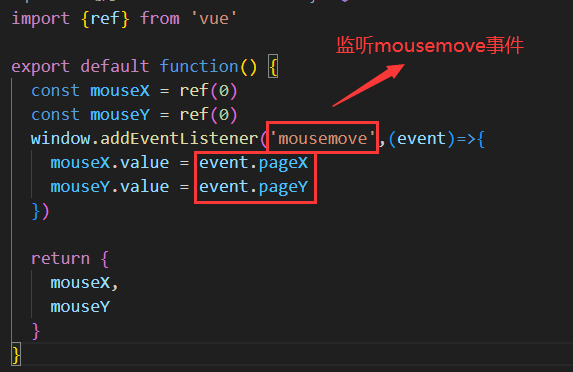 import {ref} from 'vue'
监听mousemove事件
export default function() {
const mouseX = ref(0)
const mouseY = ref(0)
window.addEventListener('mousemove',(event)=>{
mouseX.value = event.pageX
mouseY.value = event.pageY
})
return {
mouseX,
mouseY
}
}